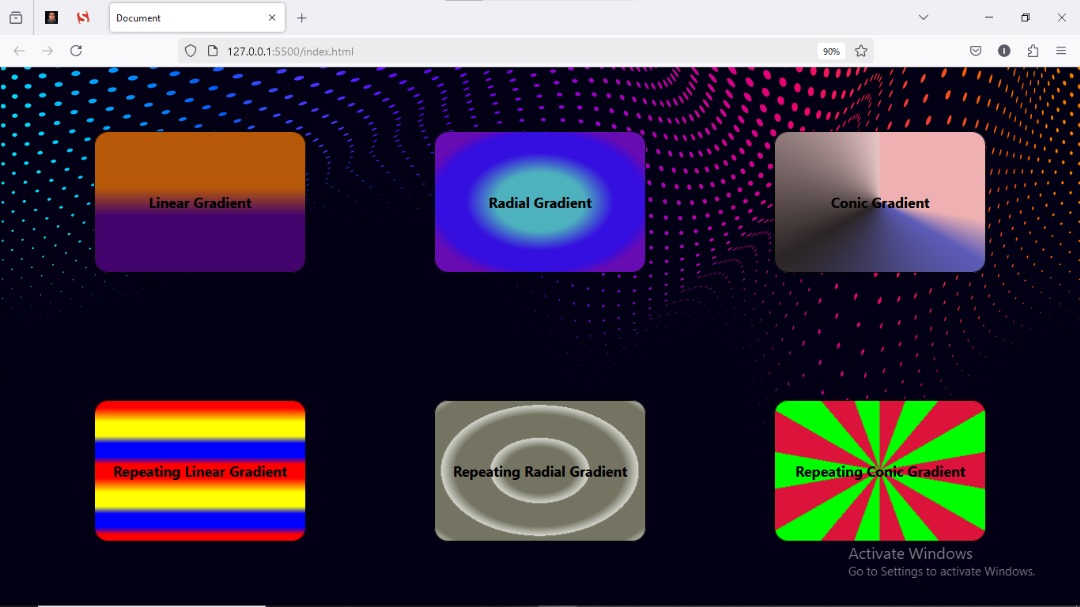 Document
127.0.0.1:5500/index.html
90%
Linear Gradient
Radial Gradient
Conic Gradient
Repeating Linear Gradient
Repeating Radial Gradient
Repeating Conic Gradient
Activate Windows
Go to Settings to activate Windows.